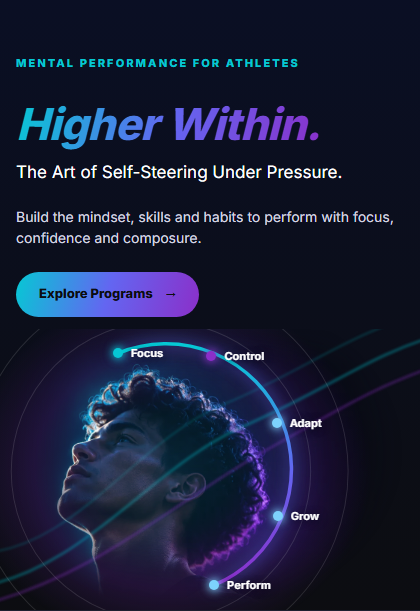 MENTAL PERFORMANCE FOR ATHLETES
Higher Within.
The Art of Self-Steering Under Pressure.
Build the mindset, skills and habits to perform with focus,
confidence and composure.
Explore Programs →
Focus
Control
Adapt
Grow
Perform